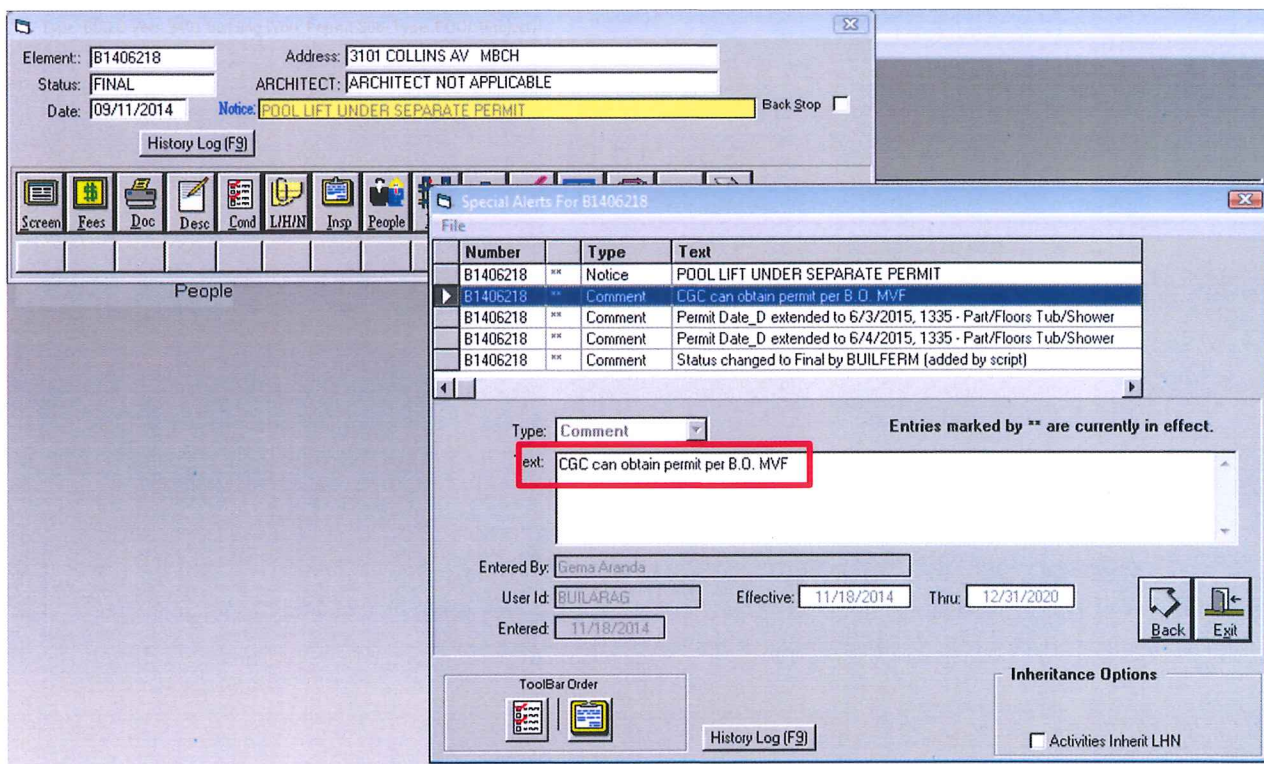 Element:: B1406218 Address: 3101 COLLINS AV MBCH
Status: FINAL ARCHITECT: ARCHITECT NOT APPLICABLE
Date: 09/11/2014 Notice: POOL LIFT UNDER SEPARATE PERMIT Back Stop
History Log (F9)
Screen Fees Doc Desc Cond L/H/N Insp People
People
Special Alerts For B1406218
File
Number Type Text
B1406218 ** Notice POOL LIFT UNDER SEPARATE PERMIT
B1406218 ** Comment CGC can obtain permit per B.O. MVF
B1406218 ** Comment Permit Date_D extended to 6/3/2015, 1335 - Part/Floors Tub/Shower
B1406218 ** Comment Permit Date_D extended to 6/4/2015, 1335 - Part/Floors Tub/Shower
B1406218 ** Comment Status changed to Final by BUILFERM (added by script)
Type: Comment Entries marked by ** are currently in effect.
Text: CGC can obtain permit per B.O. MVF
Entered By: Gema Aranda
User Id: BUILARAG Effective: 11/18/2014 Thru: 12/31/2020
Entered: 11/18/2014
Back Exit
ToolBar Order
Inheritance Options
History Log (F9)
Activities Inherit LHN